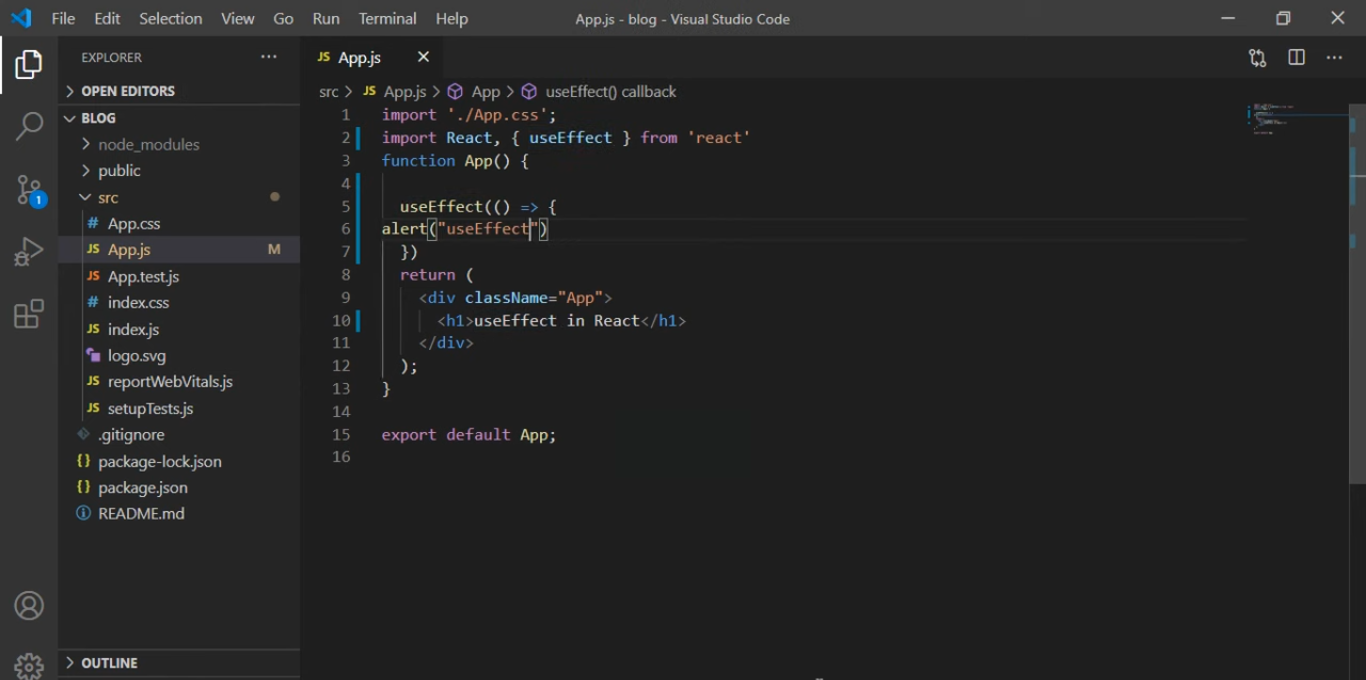 File Edit Selection View Go Run Terminal Help App.js - blog - Visual Studio Code
EXPLORER
OPEN EDITORS
BLOG
node_modules
public
src
# App.css
JS App.js M
JS App.test.js
# index.css
JS index.js
logo.svg
JS reportWebVitals.js
JS setupTests.js
.gitignore
{} package-lock.json
{} package.json
README.md
OUTLINE
1
JS App.js
src > JS App.js > App > useEffect() callback
1 import './App.css';
2 import React, { useEffect } from 'react'
3 function App() {
4
5 useEffect(() => {
6 alert("useEffect")
7 })
8 return (
9 <div className="App">
10 <h1>useEffect in React</h1>
11 </div>
12 );
13 }
14
15 export default App;
16